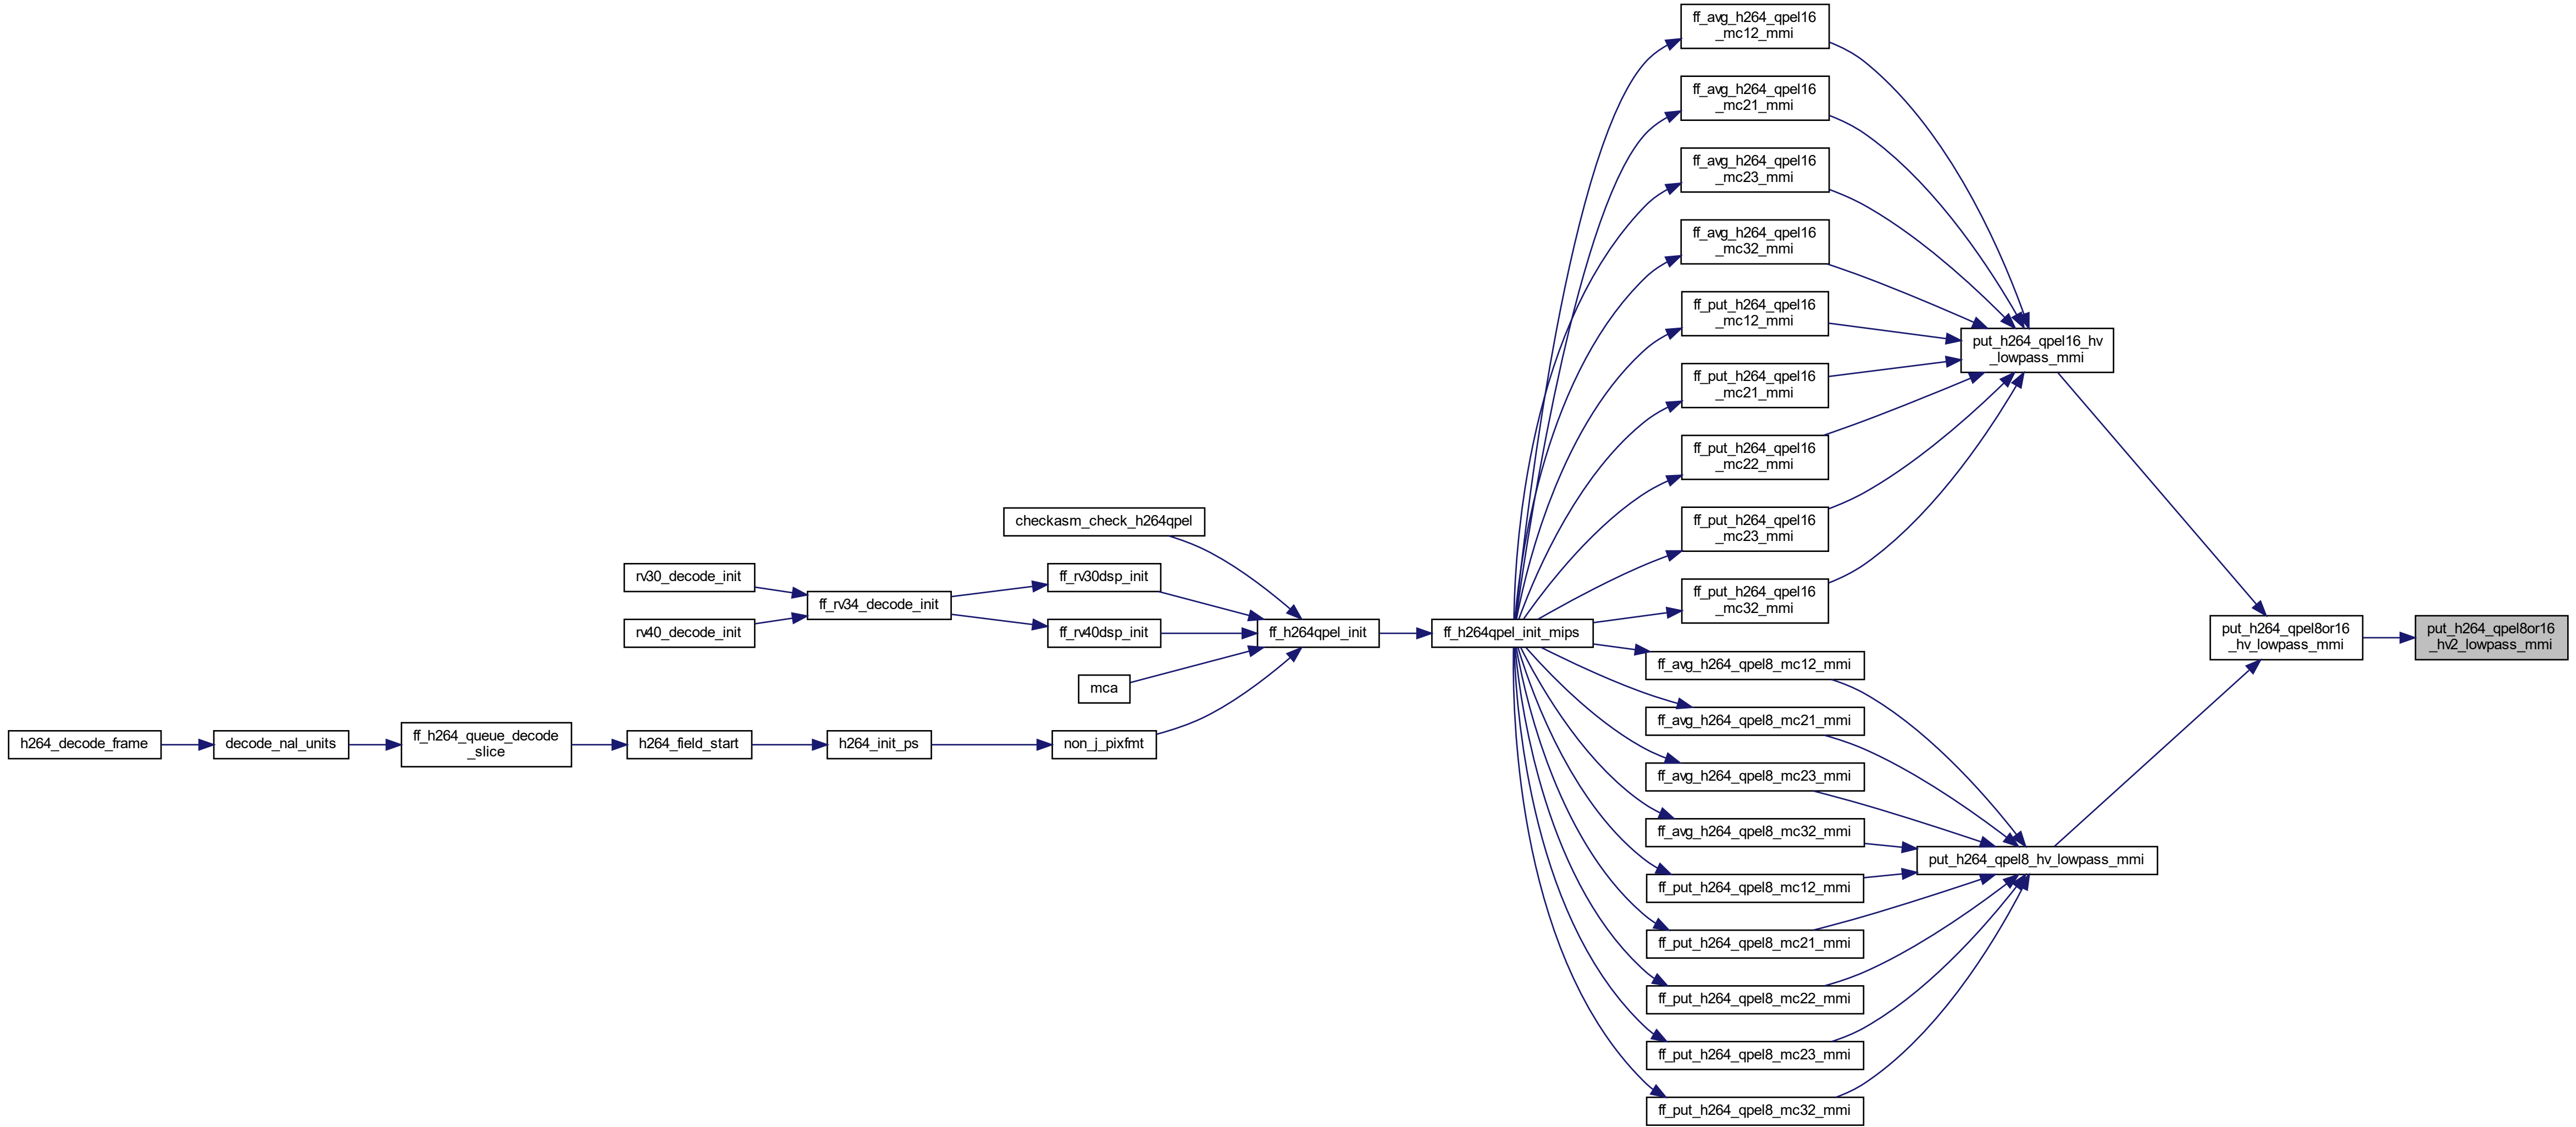 ff_avg_h264_qpel16
_mc12_mmi
ff_avg_h264_qpel16
_mc21_mmi
ff_avg_h264_qpel16
_mc23_mmi
ff_avg_h264_qpel16
_mc32_mmi
ff_put_h264_qpel16
_mc12_mmi
put_h264_qpel16_hv
_lowpass_mmi
ff_put_h264_qpel16
_mc21_mmi
ff_put_h264_qpel16
_mc22_mmi
checkasm_check_h264qpel
ff_put_h264_qpel16
_mc23_mmi
rv30_decode_init
ff_rv30dsp_init
ff_rv34_decode_init
ff_put_h264_qpel16
_mc32_mmi
rv40_decode_init
ff_rv40dsp_init
ff_h264qpel_init
ff_h264qpel_init_mips
put_h264_qpel8or16
_hv_lowpass_mmi
put_h264_qpel8or16
_hv2_lowpass_mmi
ff_avg_h264_qpel8_mc12_mmi
mca
ff_avg_h264_qpel8_mc21_mmi
h264_decode_frame
decode_nal_units
ff_h264_queue_decode
_slice
h264_field_start
h264_init_ps
non_j_pixfmt
ff_avg_h264_qpel8_mc23_mmi
ff_avg_h264_qpel8_mc32_mmi
put_h264_qpel8_hv_lowpass_mmi
ff_put_h264_qpel8_mc12_mmi
ff_put_h264_qpel8_mc21_mmi
ff_put_h264_qpel8_mc22_mmi
ff_put_h264_qpel8_mc23_mmi
ff_put_h264_qpel8_mc32_mmi